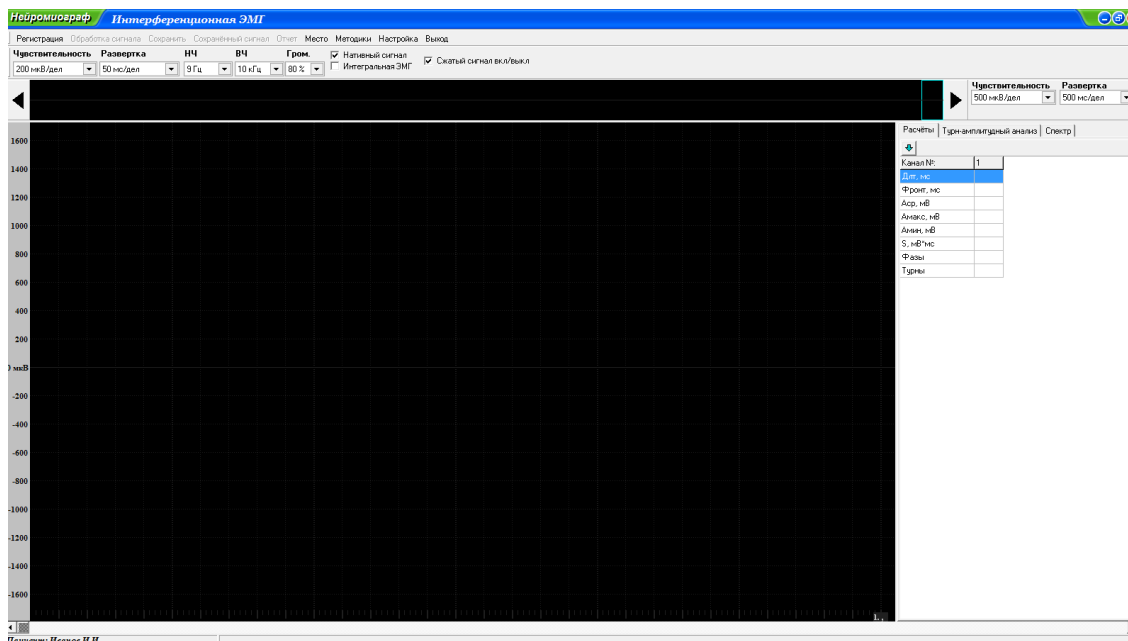 Нейромиограф Интерференционная ЭМГ
Регистрация Обработка сигнала Сохранить Сохранённый сигнал Отчет Место Методики Настройка Выход
Чувствительность Развертка НЧ ВЧ Гром. Нативный сигнал
200 мкВ/дел 50 мс/дел 9 Гц 10 кГц 80 % Интегральная ЭМГ Сжатый сигнал вкл/выкл
Чувствительность Развертка
500 мкВ/дел 500 мс/дел
Расчёты Турн-амплитудный анализ Спектр
Канал №: 1
Длт, мс
Фронт, мс
Аср, мВ
Амакс, мВ
Амин, мВ
S, мВ*мс
Фазы
Турны
1600
1400
1200
1000
800
600
400
200
0 мкВ
-200
-400
-600
-800
-1000
-1200
-1400
-1600
1. ,
Пациент: Иванов И.И.